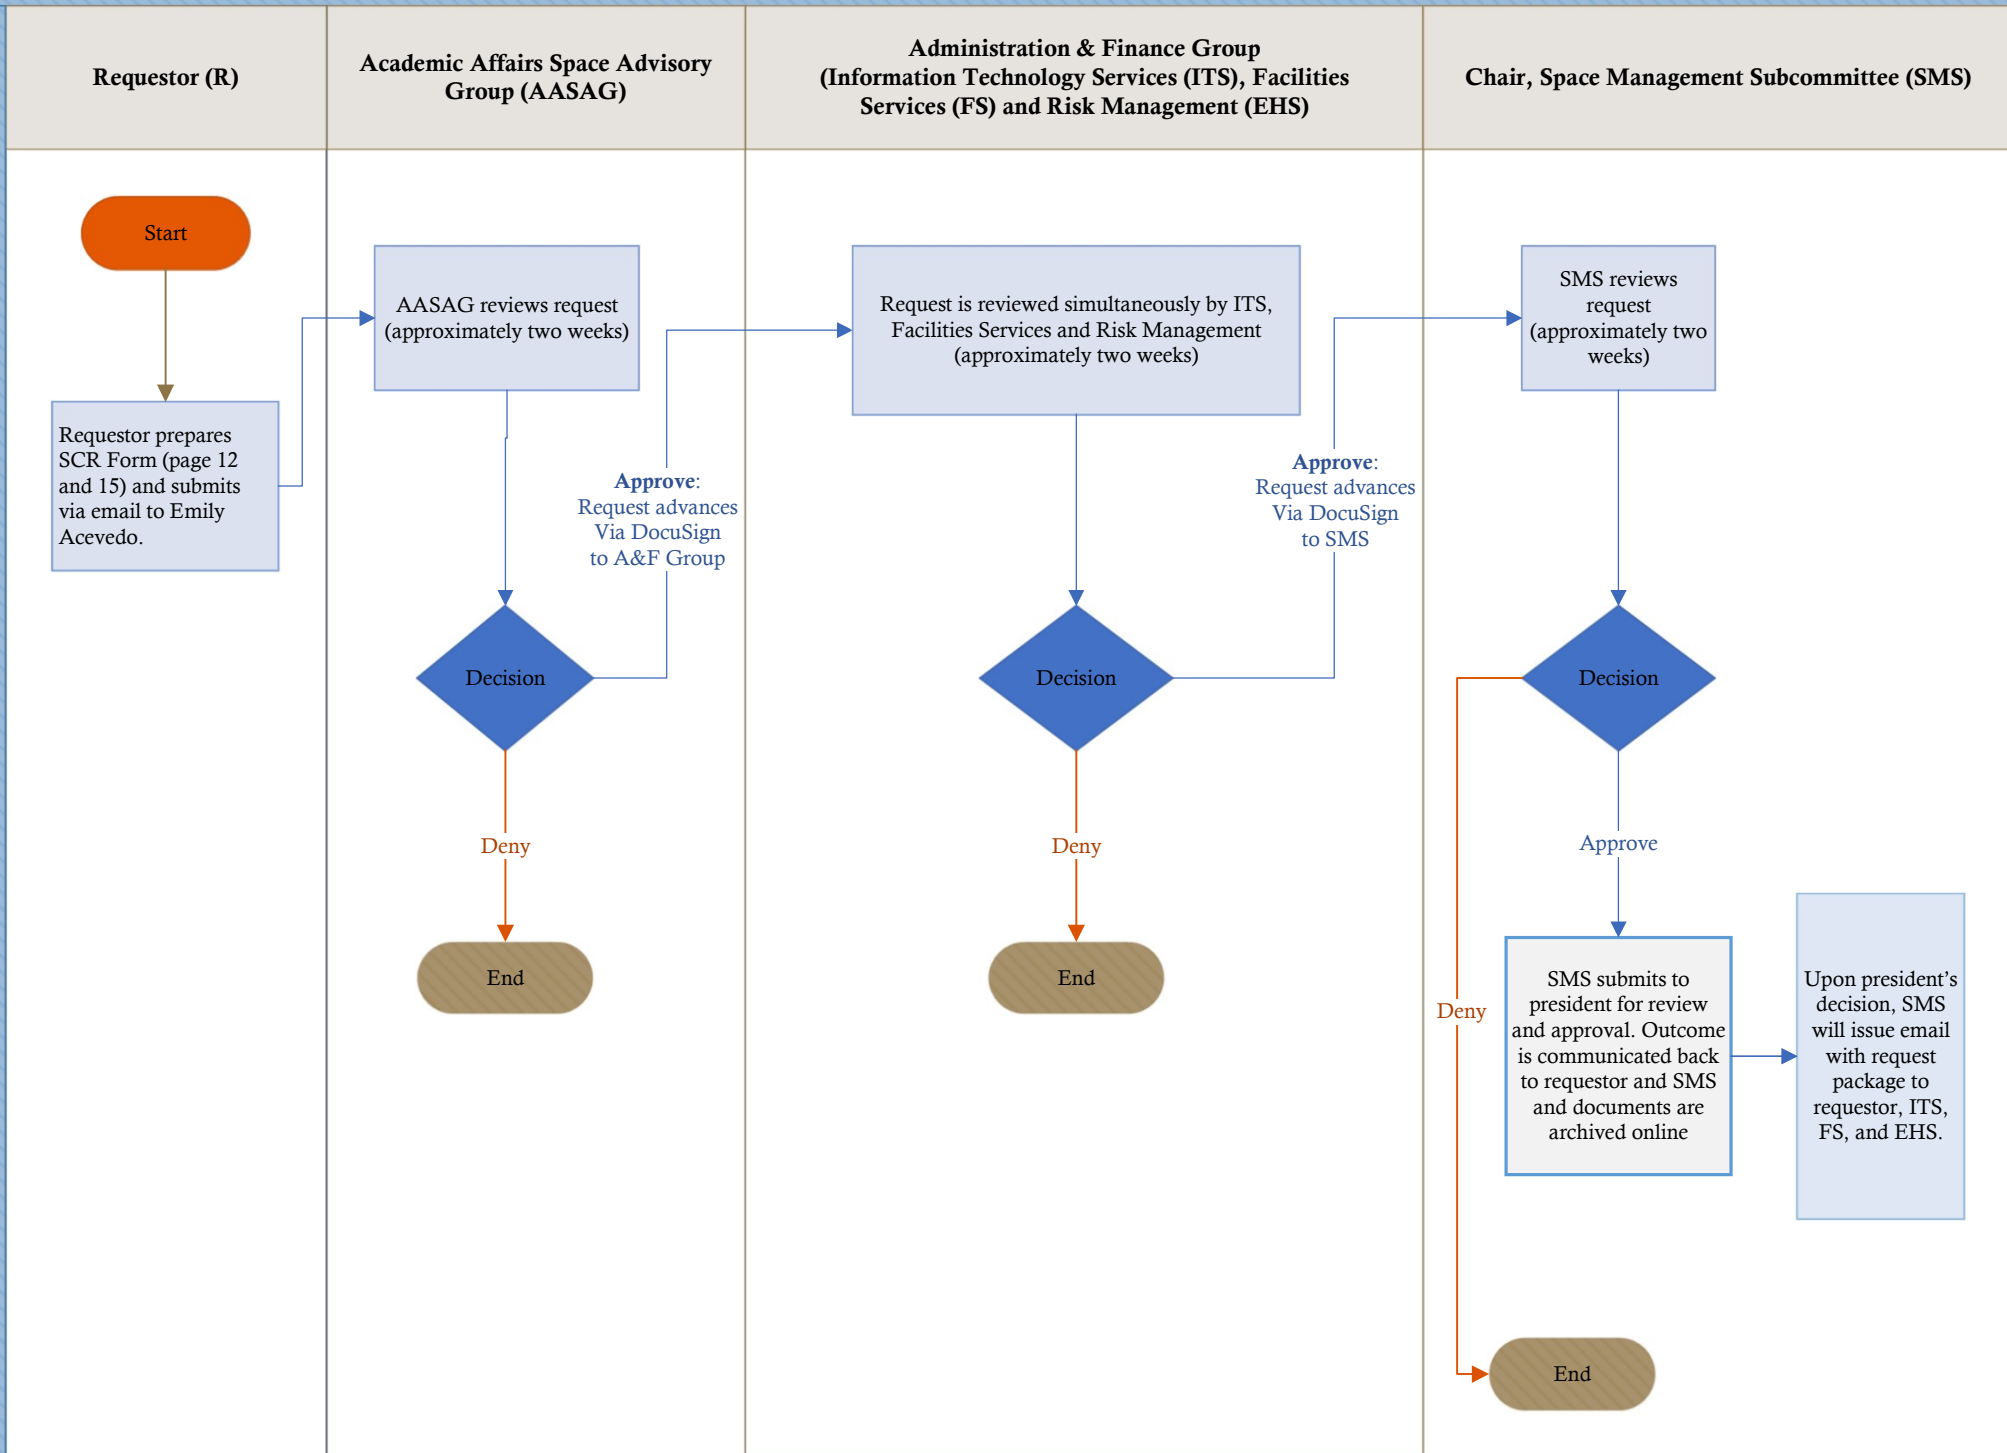 Requestor (R)
Academic Affairs Space Advisory
Group (AASAG)
Administration & Finance Group
(Information Technology Services (ITS), Facilities
Services (FS) and Risk Management (EHS)
Chair, Space Management Subcommittee (SMS)
Start
Requestor prepares
SCR Form (page 12
and 15) and submits
via email to Emily
Acevedo.
AASAG reviews request
(approximately two weeks)
Approve:
Request advances
Via DocuSign
to A&F Group
Decision
Deny
End
Request is reviewed simultaneously by ITS,
Facilities Services and Risk Management
(approximately two weeks)
Approve:
Request advances
Via DocuSign
to SMS
Decision
Deny
End
SMS reviews
request
(approximately two
weeks)
Decision
Approve
Deny
SMS submits to
president for review
and approval. Outcome
is communicated back
to requestor and SMS
and documents are
archived online
Upon president’s
decision, SMS
will issue email
with request
package to
requestor, ITS,
FS, and EHS.
End